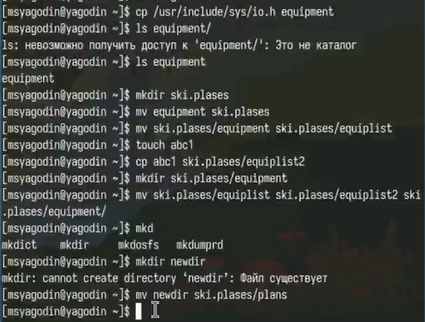 [msyagodin@yagodin ~]$ cp /usr/include/sys/io.h equipment
[msyagodin@yagodin ~]$ ls equipment/
ls: невозможно получить доступ к 'equipment/': Это не каталог
[msyagodin@yagodin ~]$ ls equipment
equipment
[msyagodin@yagodin ~]$ mkdir ski.plases
[msyagodin@yagodin ~]$ mv equipment ski.plases
[msyagodin@yagodin ~]$ mv ski.plases/equipment ski.plases/equiplist
[msyagodin@yagodin ~]$ touch abc1
[msyagodin@yagodin ~]$ cp abc1 ski.plases/equiplist2
[msyagodin@yagodin ~]$ mkdir ski.plases/equipment
[msyagodin@yagodin ~]$ mv ski.plases/equiplist ski.plases/equiplist2 ski
.plases/equipment/
[msyagodin@yagodin ~]$ mkd
mkdict mkdir mkdosfs mkdumprd
[msyagodin@yagodin ~]$ mkdir newdir
mkdir: cannot create directory ‘newdir’: Файл существует
[msyagodin@yagodin ~]$ mv newdir ski.plases/plans
[msyagodin@yagodin ~]$